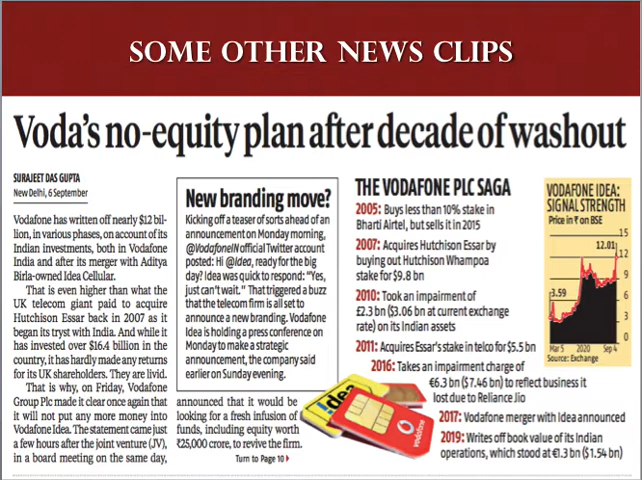 SOME OTHER NEWS CLIPS
Voda's no-equity plan after decade of washout
SURAJEET DAS GUPTA
New Delhi, 6 September
Vodafone has written off nearly $12 bil-
lion, in various phases, on account of its
Indian investments, both in Vodafone
India and after its merger with Aditya
Birla-owned Idea Cellular.
That is even higher than what the
UK telecom giant paid to acquire
Hutchison Essar back in 2007 as it
began its tryst with India. And while it
has invested over $16.4 billion in the
country, it has hardly made any returns
for its UK shareholders. They are livid.
That is why, on Friday, Vodafone
Group Plc made it clear once again that
it will not put any more money into
Vodafone Idea. The statement came just
a few hours after the joint venture (JV),
in a board meeting on the same day,
New branding move?
Kicking off a teaser of sorts ahead of an
announcement on Monday morning,
@VodafoneIN official Twitter account
posted: Hi @Idea, ready for the big
day? Idea was quick to respond: "Yes,
just can't wait." That triggered a buzz
that the telecom firm is all set to
announce a new branding. Vodafone
Idea is holding a press conference on
Monday to make a strategic
announcement, the company said
earlier on Sunday evening.
announced that it would be
looking for a fresh infusion of
funds, including equity worth
₹25,000 crore, to revive the firm.
Turn to Page 10
THE VODAFONE PLC SAGA
2005: Buys less than 10% stake in
Bharti Airtel, but sells it in 2015
2007: Acquires Hutchison Essar by
buying out Hutchison Whampoa
stake for $9.8 bn
2010: Took an impairment of
£2.3 bn ($3.06 bn at current exchange
rate) on its Indian assets
2011: Acquires Essar's stake in telco for $5.5 bn
2016: Takes an impairment charge of
€6.3 bn ($7.46 bn) to reflect business it
lost due to Reliance Jio
2017: Vodafone merger with Idea announced
2019: Writes off book value of its Indian
operations, which stood at €1.3 bn ($1.54 bn)
!dea
vodafone
VODAFONE IDEA:
SIGNAL STRENGTH
Price in ₹ on BSE
15
12.01
12
9
3.59
6
3
0
Mar 5 2020 Sep 4
Source: Exchange